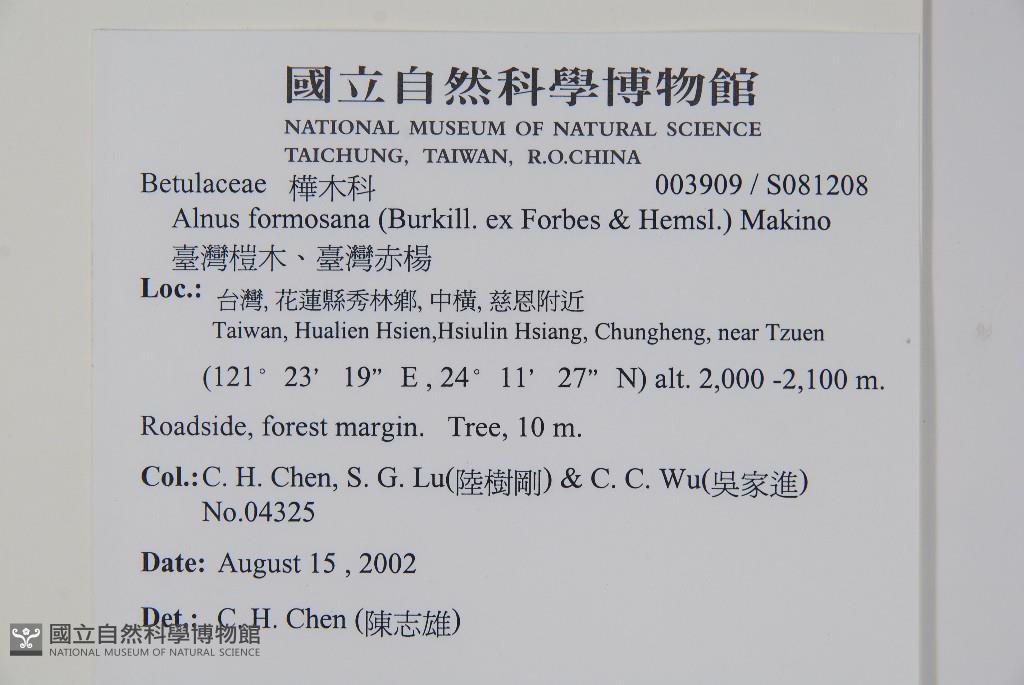 國立自然科學博物館
NATIONAL MUSEUM OF NATURAL SCIENCE
TAICHUNG, TAIWAN, R.O.CHINA
Betulaceae 樺木科 003909 / S081208
Alnus formosana (Burkill. ex Forbes & Hemsl.) Makino
臺灣榿木、臺灣赤楊
Loc.: 台灣, 花蓮縣秀林鄉, 中橫, 慈恩附近
Taiwan, Hualien Hsien,Hsiulin Hsiang, Chungheng, near Tzuen
(121° 23’ 19” E , 24° 11’ 27” N) alt. 2,000 -2,100 m.
Roadside, forest margin. Tree, 10 m.
Col.: C. H. Chen, S. G. Lu(陸樹剛) & C. C. Wu(吳家進)
No.04325
Date: August 15 , 2002
Det.: C. H. Chen (陳志雄)
國立自然科學博物館
NATIONAL MUSEUM OF NATURAL SCIENCE